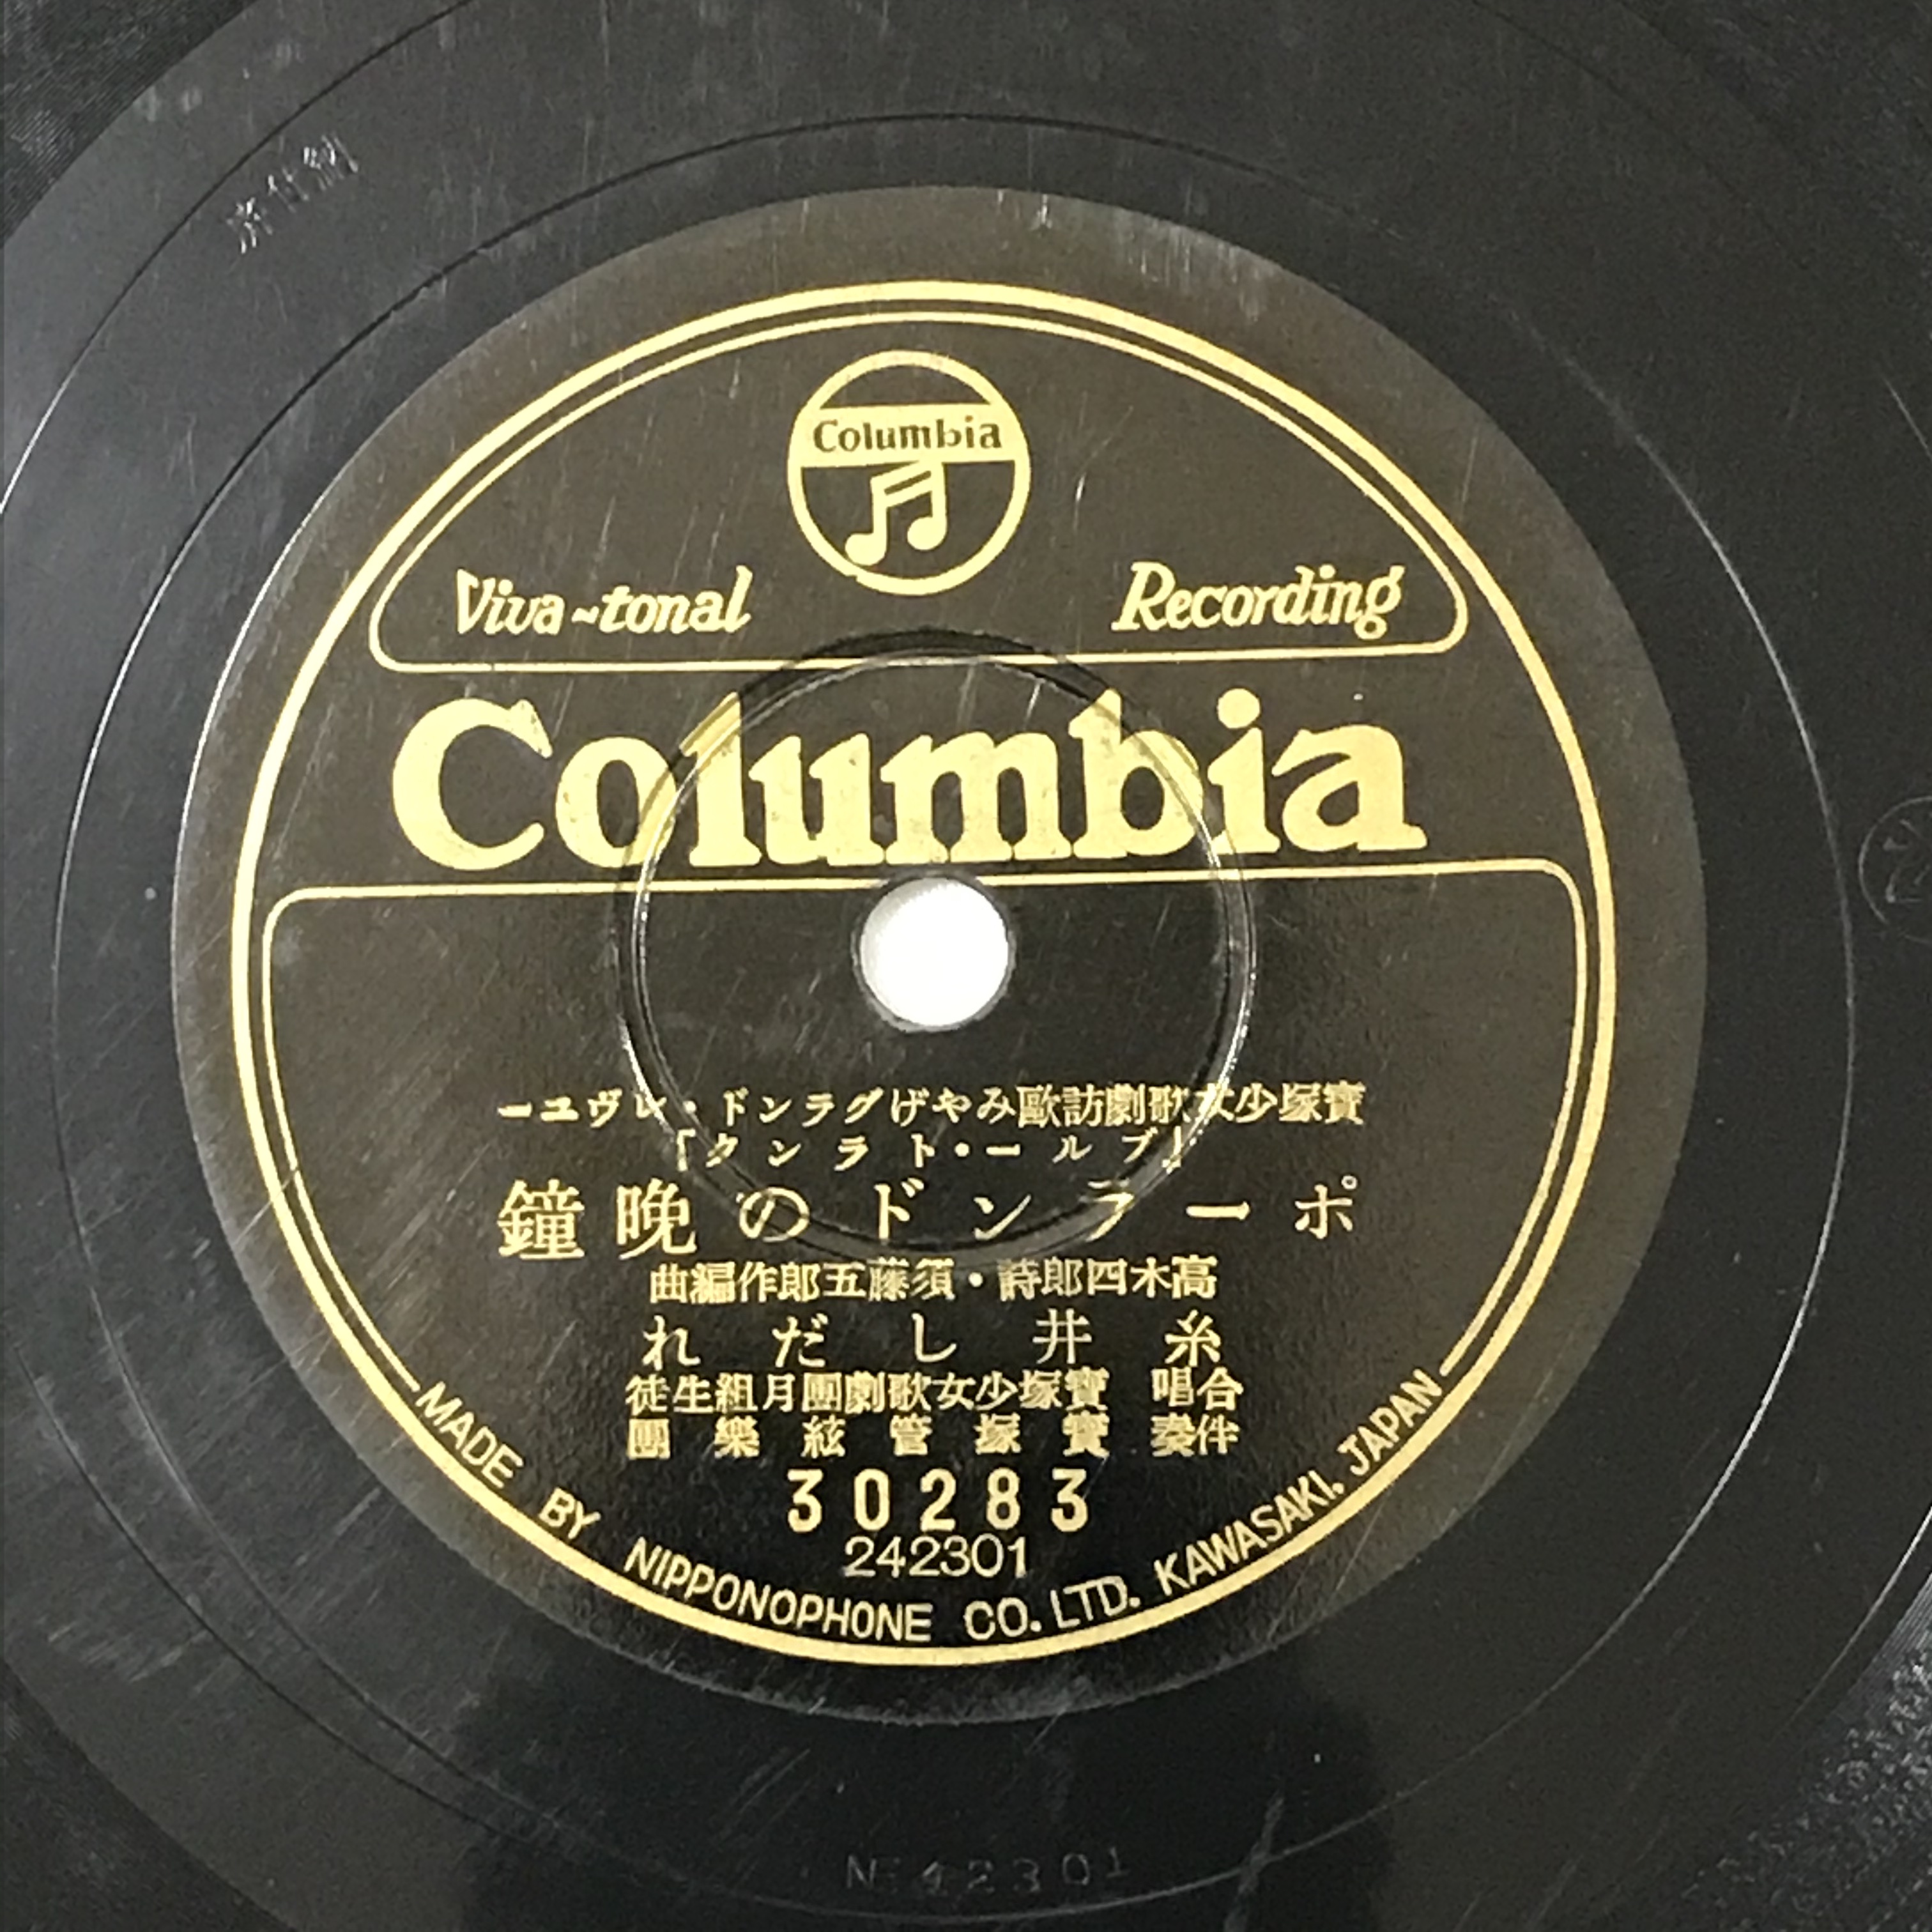 Columbia
Viva-tonal Recording
Columbia
寶塚少女歌劇訪歐みやげグランド・レヴユー
「ブルー・トランク」
ポーランドの晩鐘
高木四郎詩・須藤五郎作編曲
糸井しだれ
合唱 寶塚少女歌劇團月組生徒
伴奏 寶塚管絃樂團
30283
242301
MADE BY NIPPONOPHONE CO. LTD. KAWASAKI. JAPAN